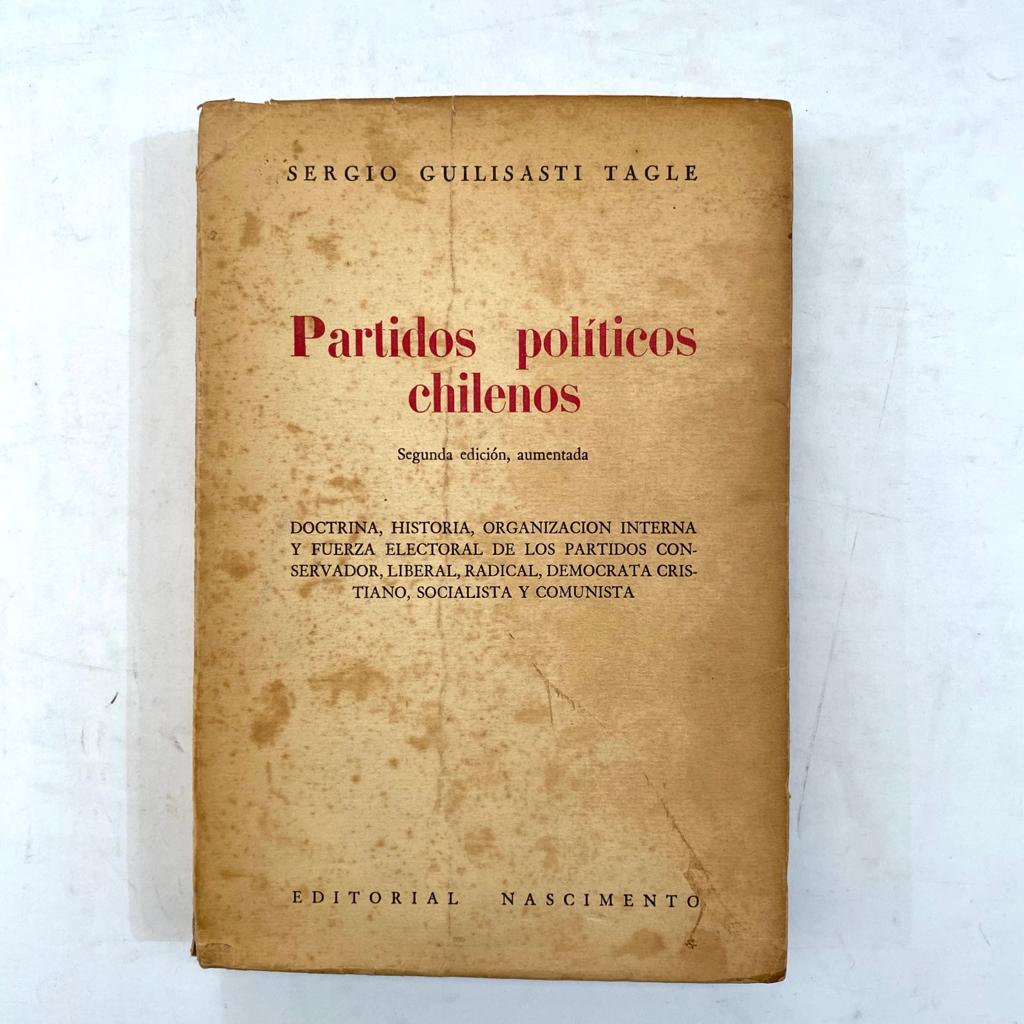 SERGIO GUILISASTI TAGLE
Partidos políticos
chilenos
Segunda edición, aumentada
DOCTRINA, HISTORIA, ORGANIZACION INTERNA
Y FUERZA ELECTORAL DE LOS PARTIDOS CON-
SERVADOR, LIBERAL, RADICAL, DEMOCRATA CRIS-
TIANO, SOCIALISTA Y COMUNISTA
EDITORIAL NASCIMENTO